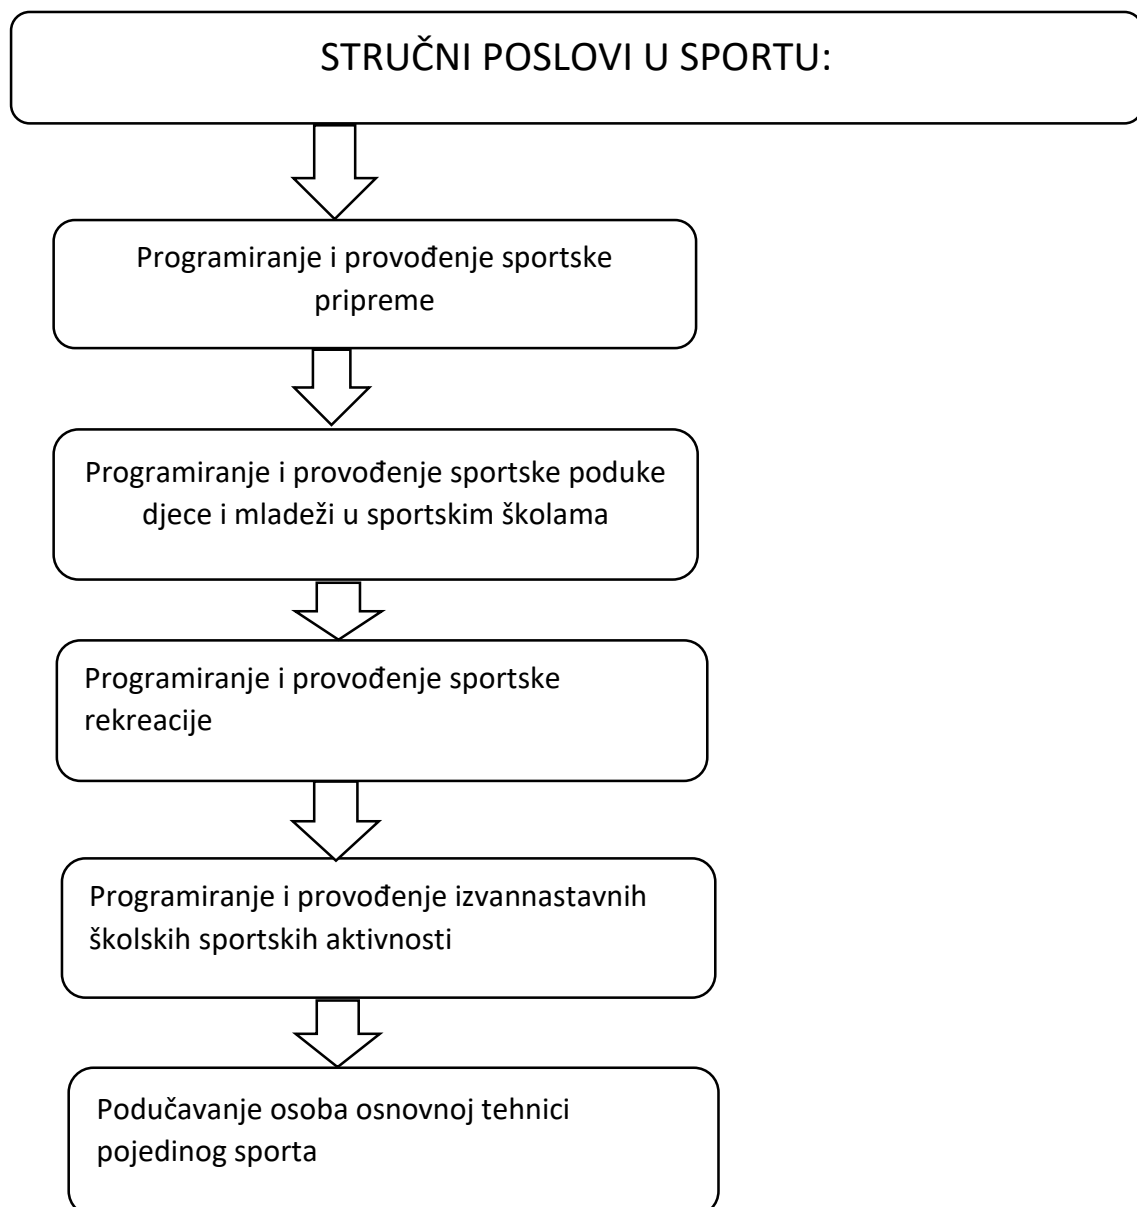 STRUČNI POSLOVI U SPORTU:
Programiranje i provođenje sportske
pripreme
Programiranje i provođenje sportske poduke
djece i mladeži u sportskim školama
Programiranje i provođenje sportske
rekreacije
Programiranje i provođenje izvannastavnih
školskih sportskih aktivnosti
Podučavanje osoba osnovnoj tehnici
pojedinog sporta